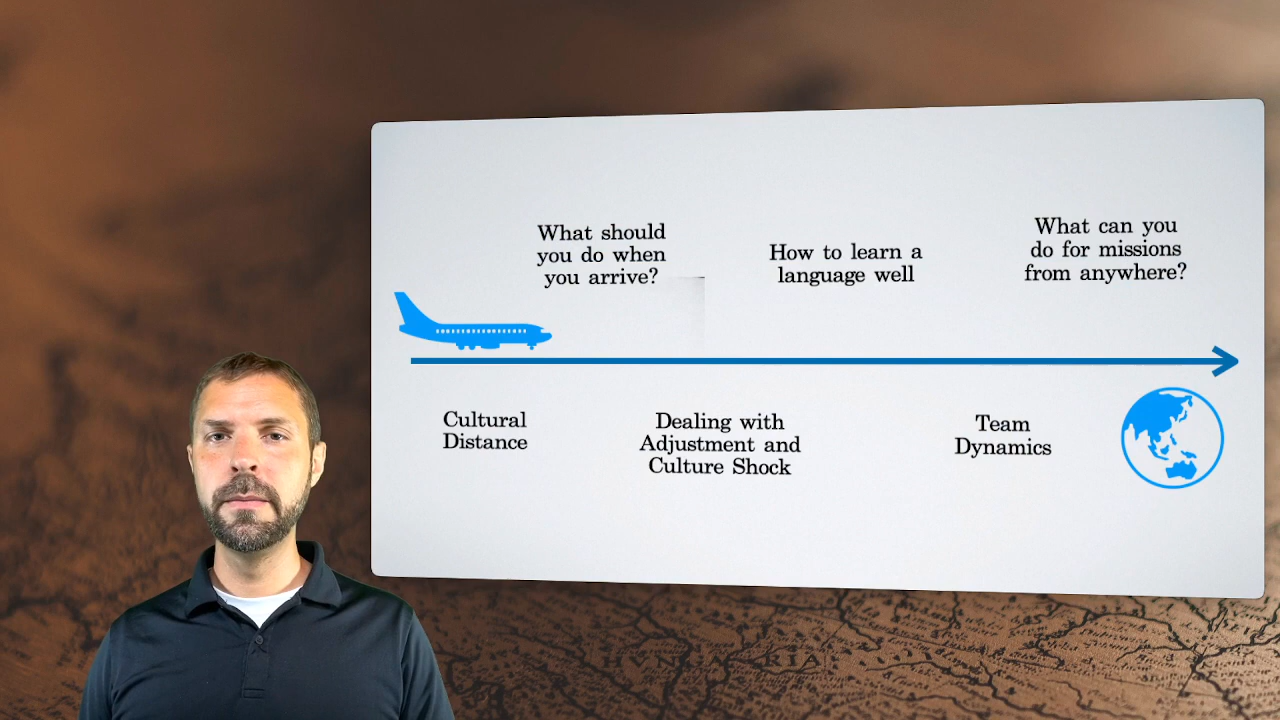 What should
you do when
you arrive?
How to learn a
language well
What can you
do for missions
from anywhere?
Cultural
Distance
Dealing with
Adjustment and
Culture Shock
Team
Dynamics